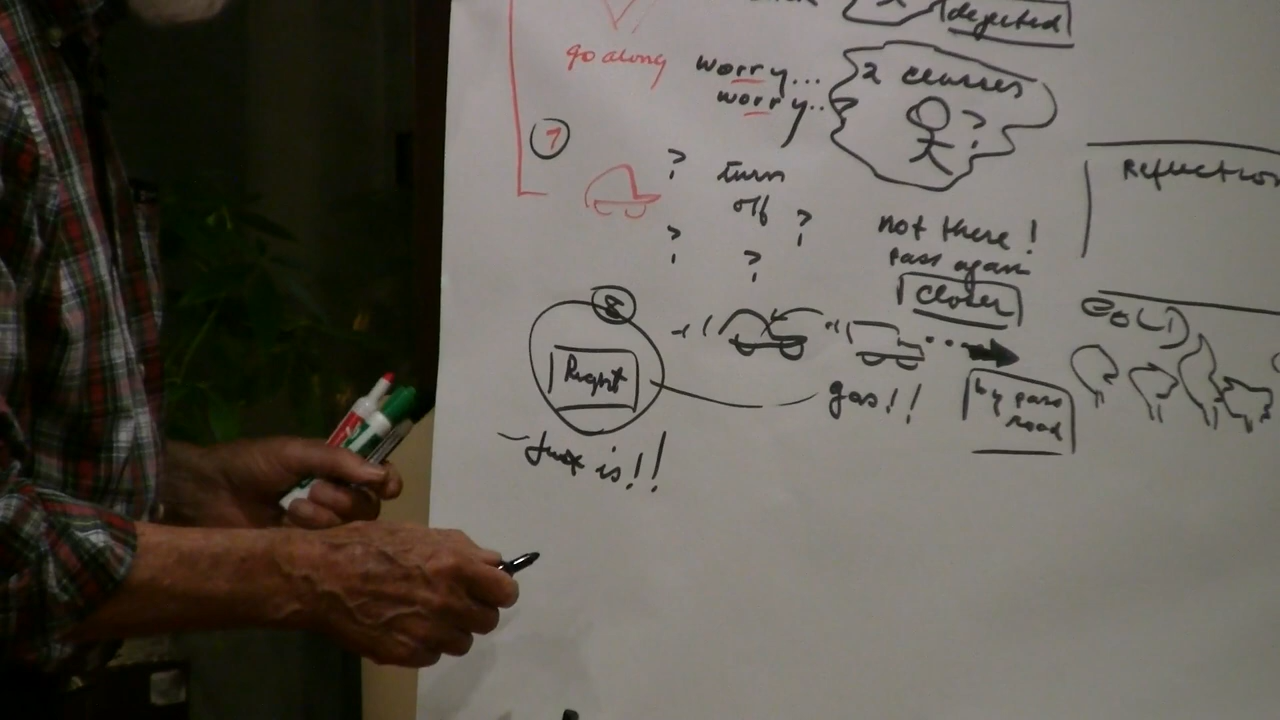 dejected
go along
worry...
worry...
2 classes
?
7
?
turn
off
?
?
?
Reflection
not there!
pass again
closer
8
Right
gas!!
by pass
road
GOLD
is!!